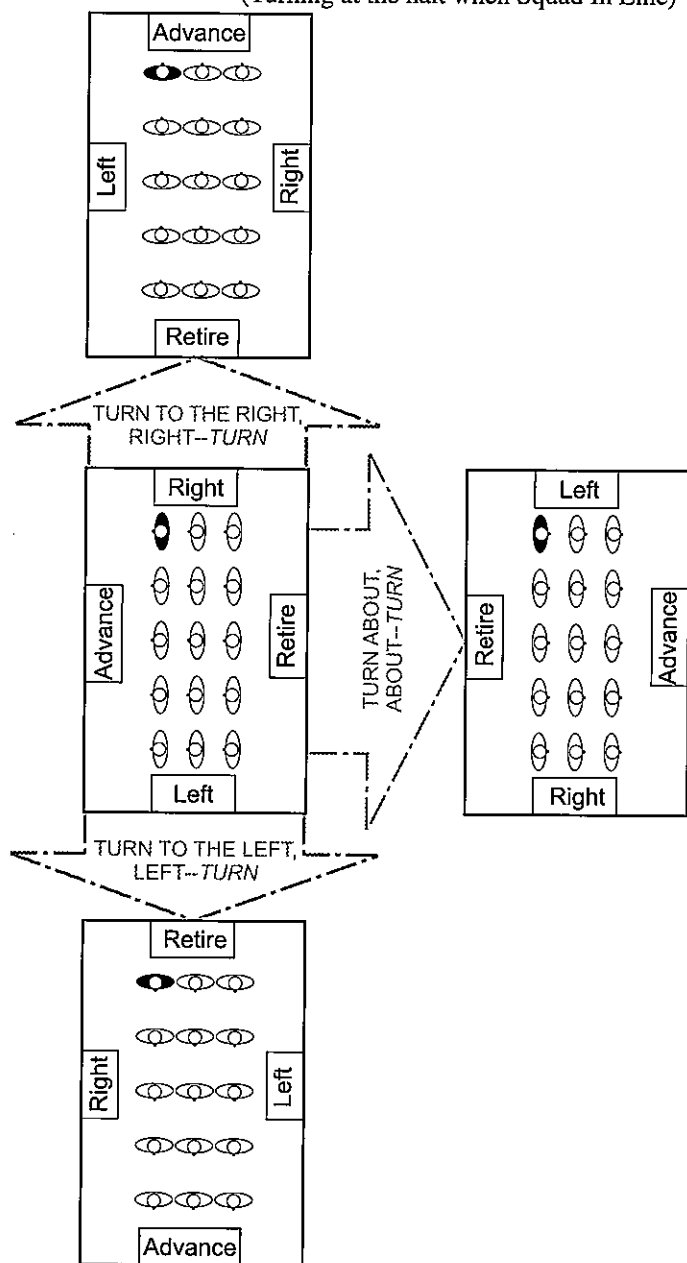 (Turning at the halt when Squad in Line)
Advance
Left
Right
Retire
TURN TO THE RIGHT,
RIGHT--TURN
Right
Advance
Retire
Left
TURN ABOUT,
ABOUT--TURN
Left
Retire
Advance
Right
TURN TO THE LEFT,
LEFT--TURN
Retire
Right
Left
Advance